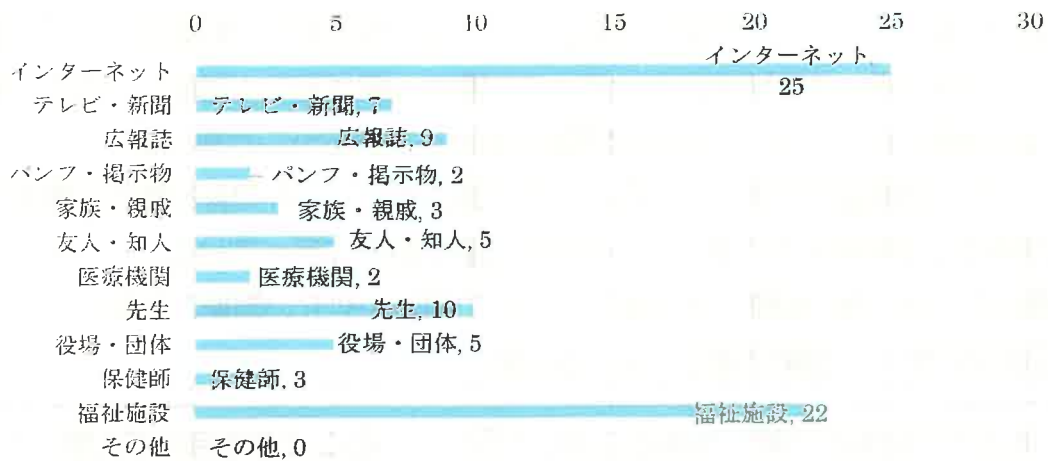 0 5 10 15 20 25 30
インターネット インターネット, 25
テレビ・新聞 テレビ・新聞, 7
広報誌 広報誌, 9
パンフ・掲示物 パンフ・掲示物, 2
家族・親戚 家族・親戚, 3
友人・知人 友人・知人, 5
医療機関 医療機関, 2
先生 先生, 10
役場・団体 役場・団体, 5
保健師 保健師, 3
福祉施設 福祉施設, 22
その他 その他, 0